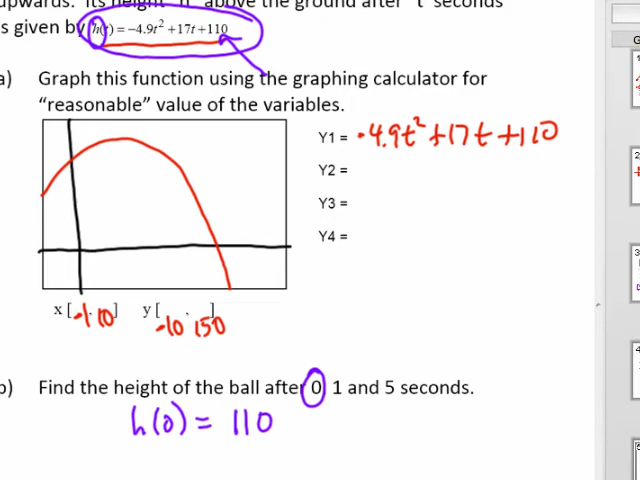 upwards. Its height "h" above the ground after "t" seconds
s given by h(t) = −4.9t² +17t+110
a) Graph this function using the graphing calculator for
"reasonable" value of the variables.
Y1 = -4.9t² +17t +110
Y2 =
Y3 =
Y4 =
x [-1, 10] y [-10, 150]
b) Find the height of the ball after 0, 1 and 5 seconds.
h(0) = 110